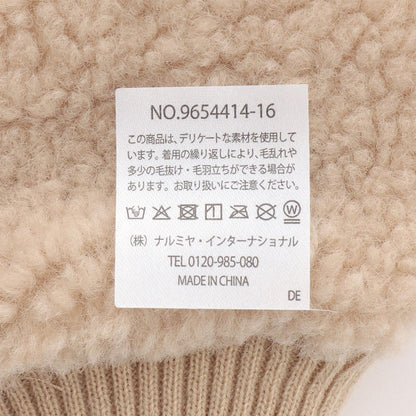 NO.9654414-16
この商品は、デリケートな素材を使用して
います。着用の繰り返しにより、毛乱れや
多少の毛抜け・毛羽立ちができる場合が
あります。お取り扱いにご注意ください。
(株) ナルミヤ・インターナショナル
TEL 0120-985-080
MADE IN CHINA
DE